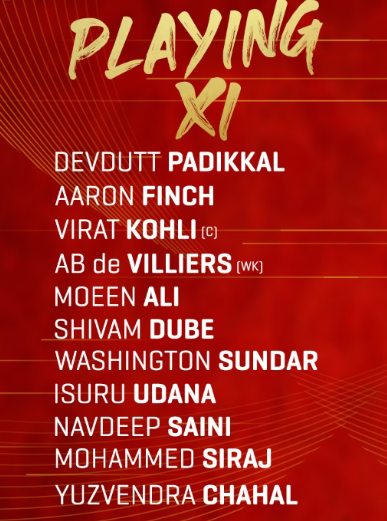 PLAYING
XI
DEVDUTT PADIKKAL
AARON FINCH
VIRAT KOHLI (C)
AB de VILLIERS (WK)
MOEEN ALI
SHIVAM DUBE
WASHINGTON SUNDAR
ISURU UDANA
NAVDEEP SAINI
MOHAMMED SIRAJ
YUZVENDRA CHAHAL